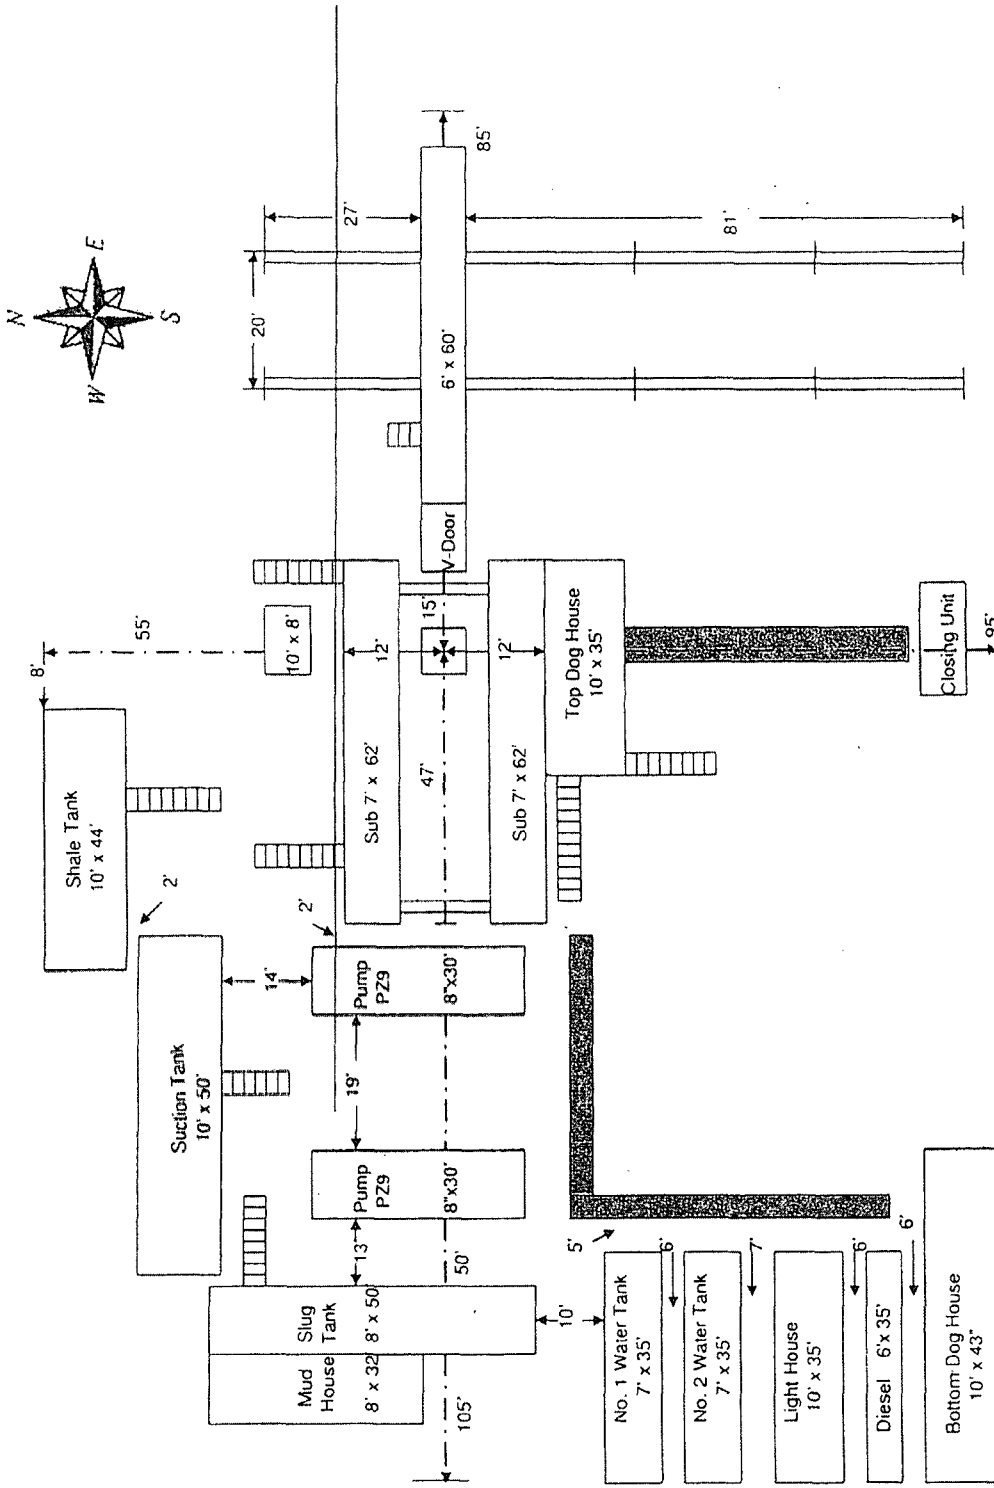 N
W
E
S
8'
55'
Shale Tank
10' x 44'
2'
Suction Tank
10' x 50'
14'
2'
10' x 8'
27'
20'
85'
81'
6' x 60'
V-Door
15'
12'
12'
47'
Sub 7' x 62'
Sub 7' x 62'
Top Dog House
10' x 35'
Closing Unit
95'
Pump
PZ9
8"x30'
19'
Pump
PZ9
8"x30'
13'
50'
Slug
Tank
8' x 50'
Mud
House
8' x 32'
105'
10'
5'
No. 1 Water Tank
7' x 35'
6'
No. 2 Water Tank
7' x 35'
7'
Light House
10' x 35'
6'
Diesel 6'x 35'
6'
Bottom Dog House
10' x 43"